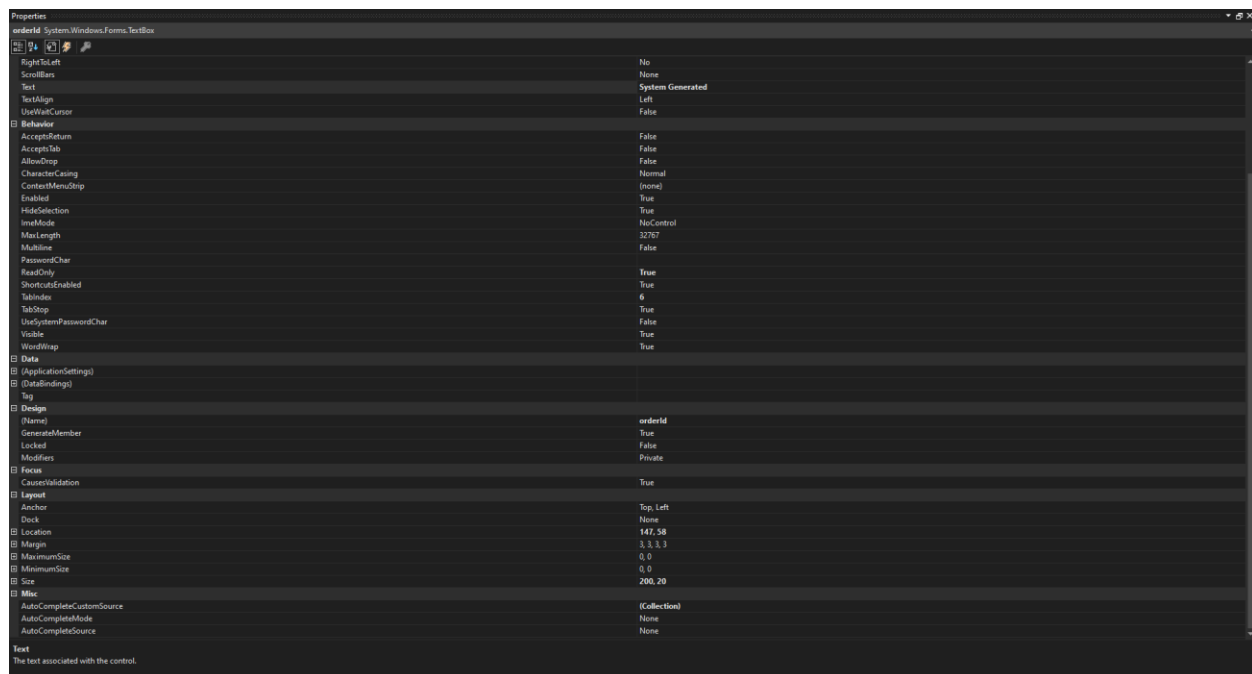 Properties
orderId System.Windows.Forms.TextBox
RightToLeft No
ScrollBars None
Text System Generated
TextAlign Left
UseWaitCursor False
Behavior
AcceptsReturn False
AcceptsTab False
AllowDrop False
CharacterCasing Normal
ContextMenuStrip (none)
Enabled True
HideSelection True
ImeMode NoControl
MaxLength 32767
Multiline False
PasswordChar
ReadOnly True
ShortcutsEnabled True
TabIndex 6
TabStop True
UseSystemPasswordChar False
Visible True
WordWrap True
Data
(ApplicationSettings)
(DataBindings)
Tag
Design
(Name) orderId
GenerateMember True
Locked False
Modifiers Private
Focus
CausesValidation True
Layout
Anchor Top, Left
Dock None
Location 147, 58
Margin 3, 3, 3, 3
MaximumSize 0, 0
MinimumSize 0, 0
Size 200, 20
Misc
AutoCompleteCustomSource (Collection)
AutoCompleteMode None
AutoCompleteSource None
Text
The text associated with the control.